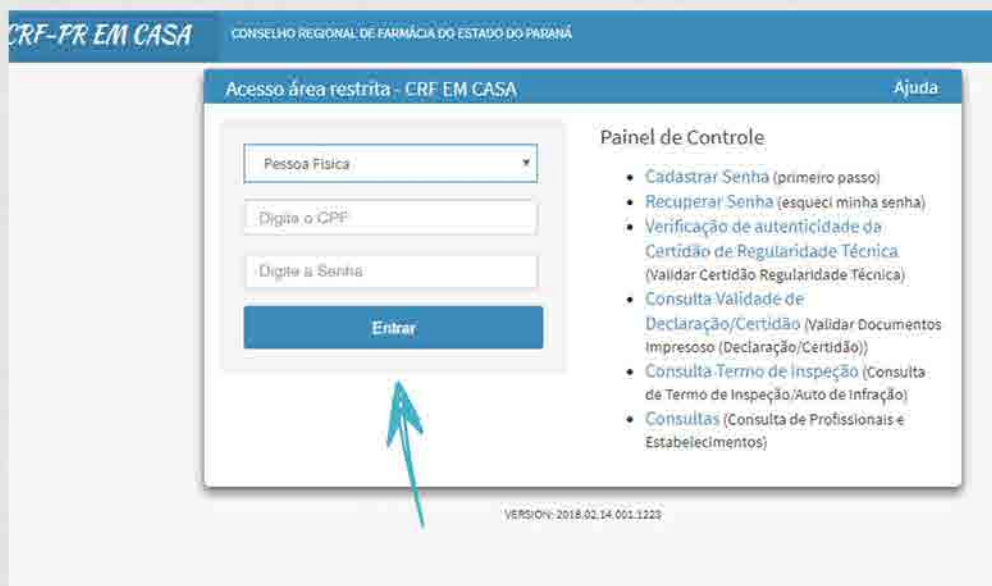 CRF-PR EM CASA
CONSELHO REGIONAL DE FARMÁCIA DO ESTADO DO PARANÁ
Acesso área restrita - CRF EM CASA
Ajuda
Pessoa Física
Digite o CPF
Digite a Senha
Entrar
Painel de Controle
Cadastrar Senha (primeiro passo)
Recuperar Senha (esqueci minha senha)
Verificação de autenticidade da
Certidão de Regularidade Técnica
(Validar Certidão Regularidade Técnica)
Consulta Validade de
Declaração/Certidão (Validar Documentos
Impresoso (Declaração/Certidão))
Consulta Termo de Inspeção (Consulta
de Termo de Inspeção/Auto de Infração)
Consultas (Consulta de Profissionais e
Estabelecimentos)
VERSION: 2018.02.14.001.1223